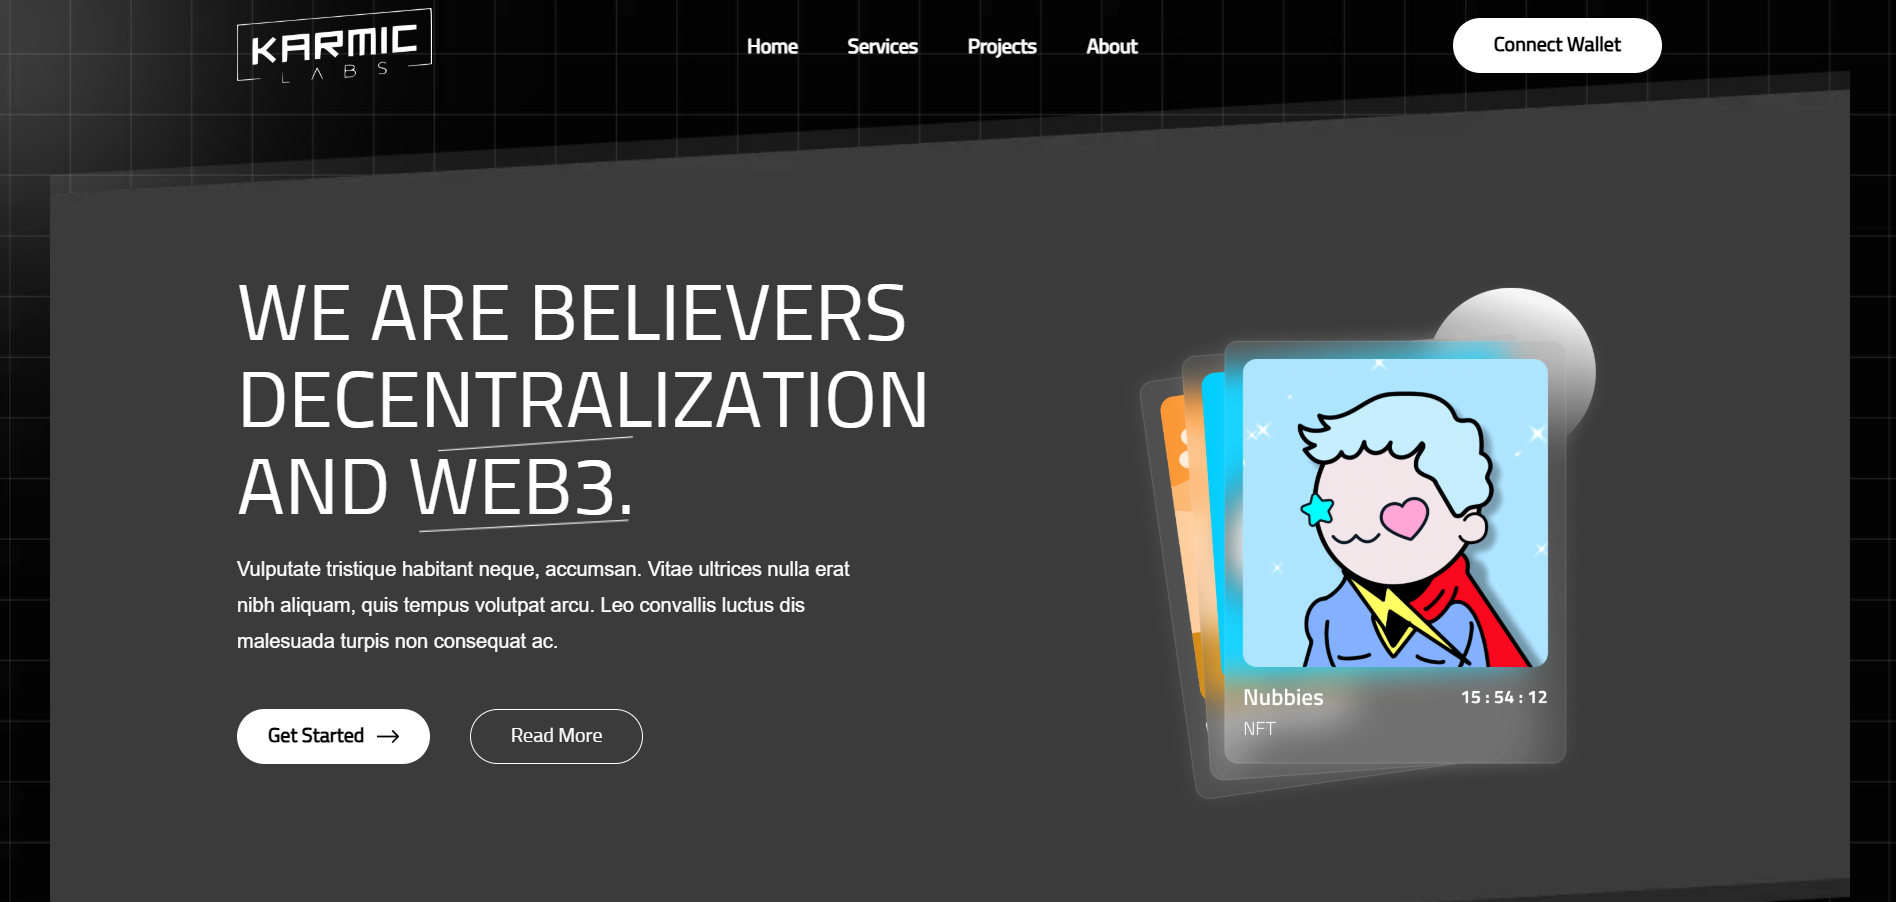 KARMIC
LABS
Home Services Projects About
Connect Wallet
WE ARE BELIEVERS
DECENTRALIZATION
AND WEB3.
Vulputate tristique habitant neque, accumsan. Vitae ultrices nulla erat
nibh aliquam, quis tempus volutpat arcu. Leo convallis luctus dis
malesuada turpis non consequat ac.
Get Started → Read More
Nubbies 15 : 54 : 12
NFT